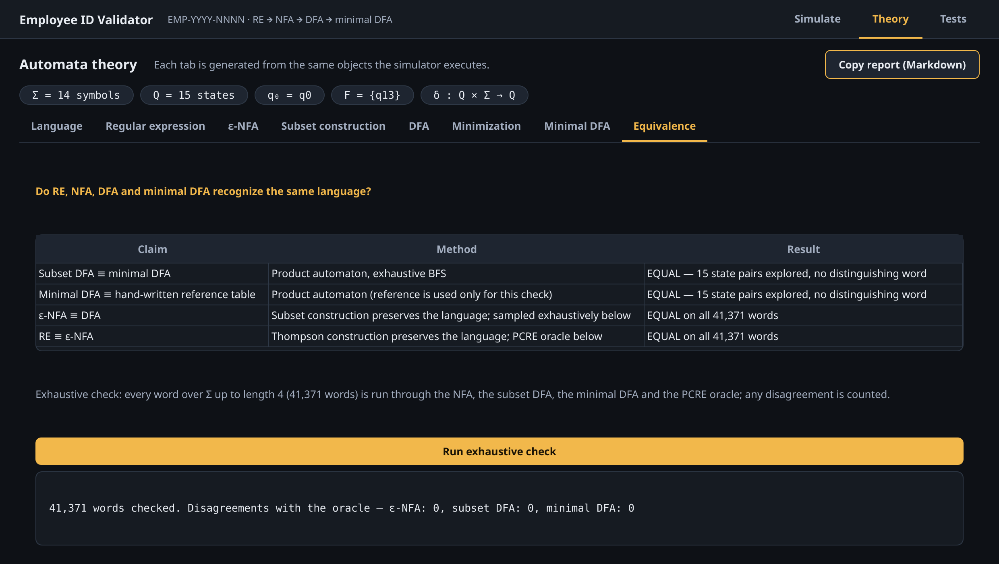 Employee ID Validator EMP-YYYY-NNNN · RE → NFA → DFA → minimal DFA Simulate Theory Tests
Automata theory Each tab is generated from the same objects the simulator executes. Copy report (Markdown)
Σ = 14 symbols Q = 15 states q₀ = q0 F = {q13} δ : Q × Σ → Q
Language Regular expression ε-NFA Subset construction DFA Minimization Minimal DFA Equivalence
Do RE, NFA, DFA and minimal DFA recognize the same language?
Claim Method Result
Subset DFA ≡ minimal DFA Product automaton, exhaustive BFS EQUAL — 15 state pairs explored, no distinguishing word
Minimal DFA ≡ hand-written reference table Product automaton (reference is used only for this check) EQUAL — 15 state pairs explored, no distinguishing word
ε-NFA ≡ DFA Subset construction preserves the language; sampled exhaustively below EQUAL on all 41,371 words
RE ≡ ε-NFA Thompson construction preserves the language; PCRE oracle below EQUAL on all 41,371 words
Exhaustive check: every word over Σ up to length 4 (41,371 words) is run through the NFA, the subset DFA, the minimal DFA and the PCRE oracle; any disagreement is counted.
Run exhaustive check
41,371 words checked. Disagreements with the oracle — ε-NFA: 0, subset DFA: 0, minimal DFA: 0